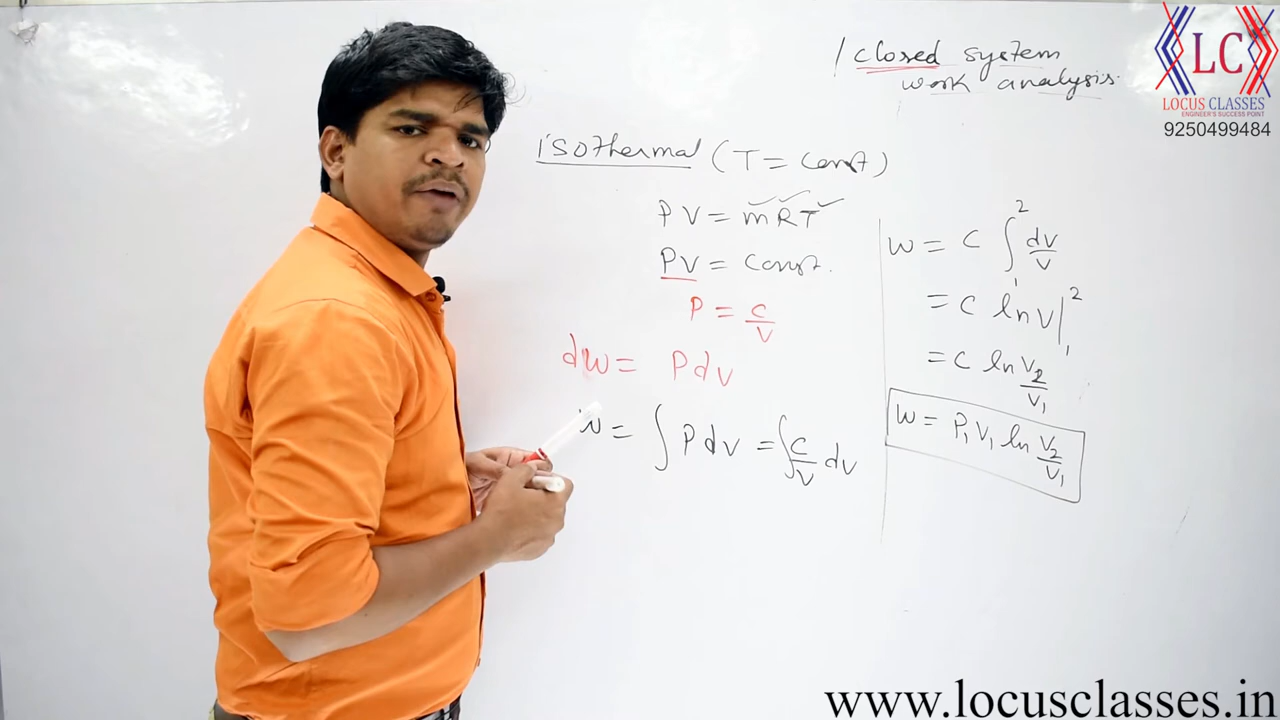 closed system
work analysis.
LC
LOCUS CLASSES
ENGINEER'S SUCCESS POINT
9250499484
isothermal (T = const)
PV = mRT
PV = const.
P = C/V
dw = Pdv
w = ∫ Pdv = ∫ C/V dv
w = C ∫₁² dv/v
= C ln V |₁²
= C ln V₂/V₁
w = P₁V₁ ln V₂/V₁
www.locusclasses.in